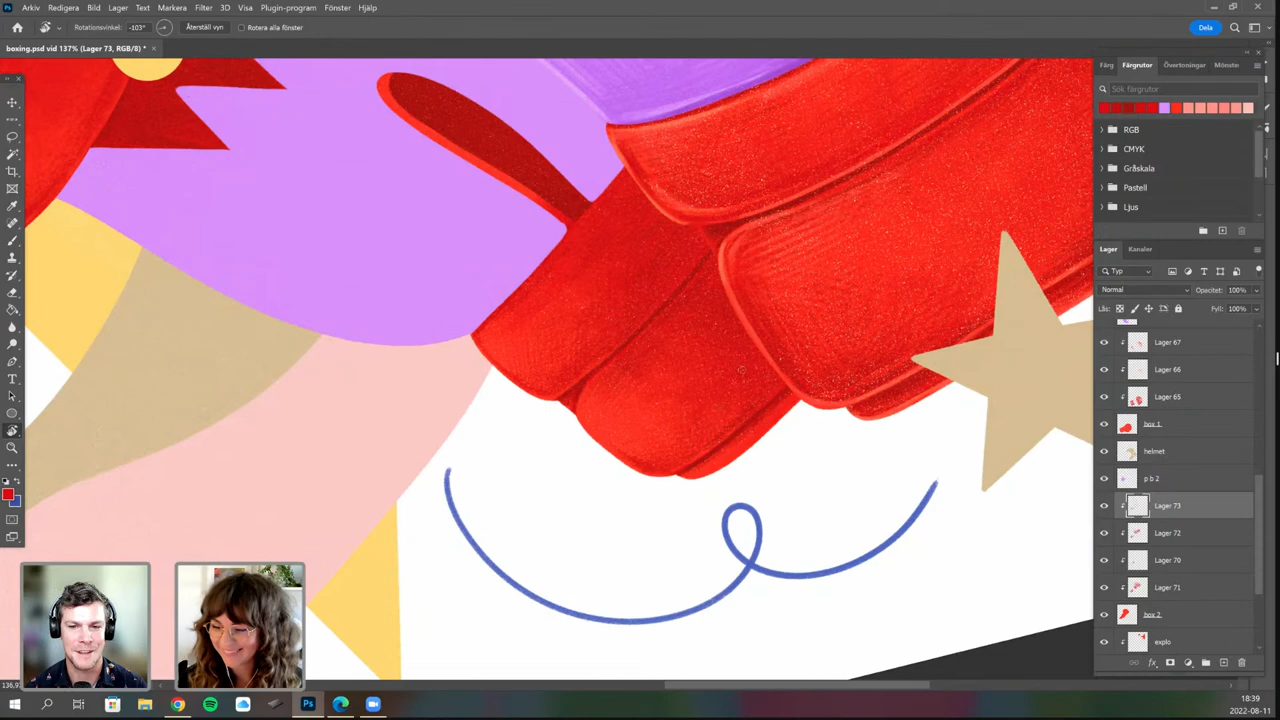 Arkiv Redigera Bild Lager Text Markera Filter 3D Visa Plugin-program Fönster Hjälp
Rotationsvinkel: -103° Återställ vyn Rotera alla fönster Dela
boxing.psd vid 137% (Lager 73, RGB/8) *
Färg Färgrutor Övertoningar Mönste
Sök färgrutor
RGB
CMYK
Gråskala
Pastell
Ljus
Lager Kanaler
Typ
Normal Opacitet: 100%
Lås: Fyll: 100%
Lager 67
Lager 66
Lager 65
box 1
helmet
p b 2
Lager 73
Lager 72
Lager 70
Lager 71
box 2
explo
18:39
2022-08-11